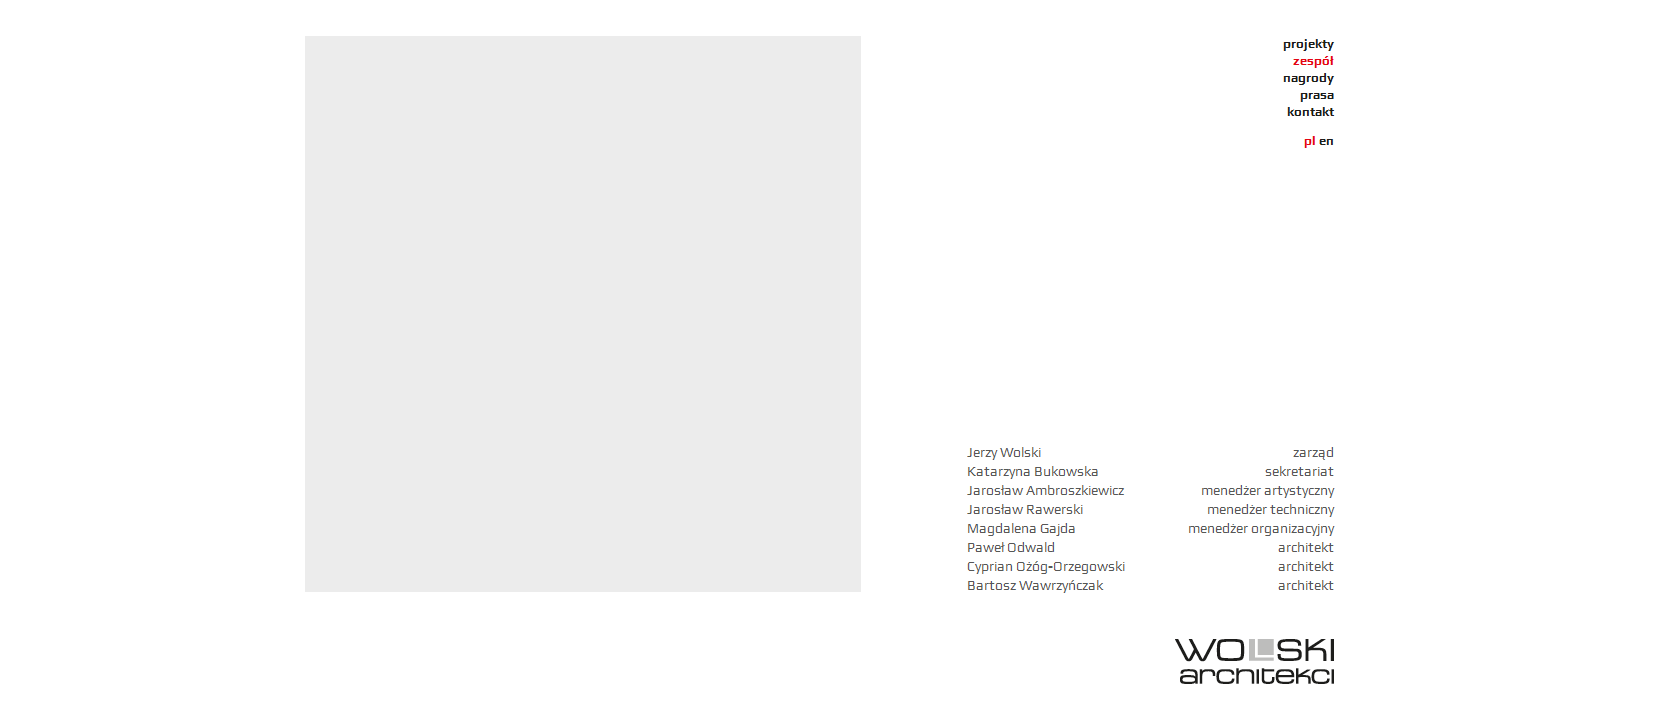 projekty
zespół
nagrody
prasa
kontakt
pl en
Jerzy Wolski zarząd
Katarzyna Bukowska sekretariat
Jarosław Ambroszkiewicz menedżer artystyczny
Jarosław Rawerski menedżer techniczny
Magdalena Gajda menedżer organizacyjny
Paweł Odwald architekt
Cyprian Ożóg-Orzegowski architekt
Bartosz Wawrzyńczak architekt
WOLSKI
architekci